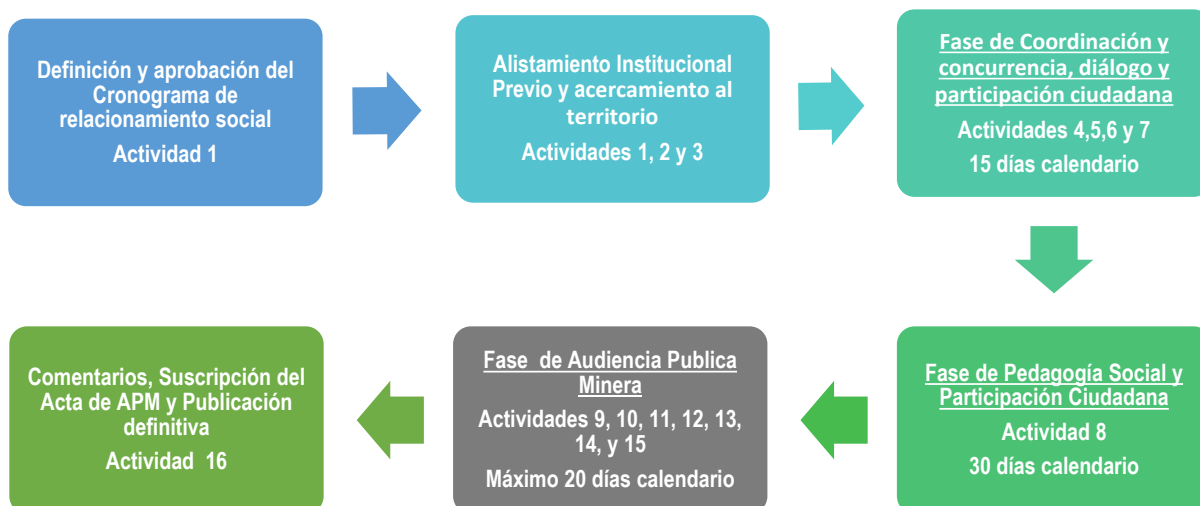 Definición y aprobación del
Cronograma de
relacionamiento social
Actividad 1
Alistamiento Institucional
Previo y acercamiento al
territorio
Actividades 1, 2 y 3
Fase de Coordinación y
concurrencia, diálogo y
participación ciudadana
Actividades 4,5,6 y 7
15 días calendario
Fase de Pedagogía Social y
Participación Ciudadana
Actividad 8
30 días calendario
Fase de Audiencia Publica
Minera
Actividades 9, 10, 11, 12, 13,
14, y 15
Máximo 20 días calendario
Comentarios, Suscripción del
Acta de APM y Publicación
definitiva
Actividad 16